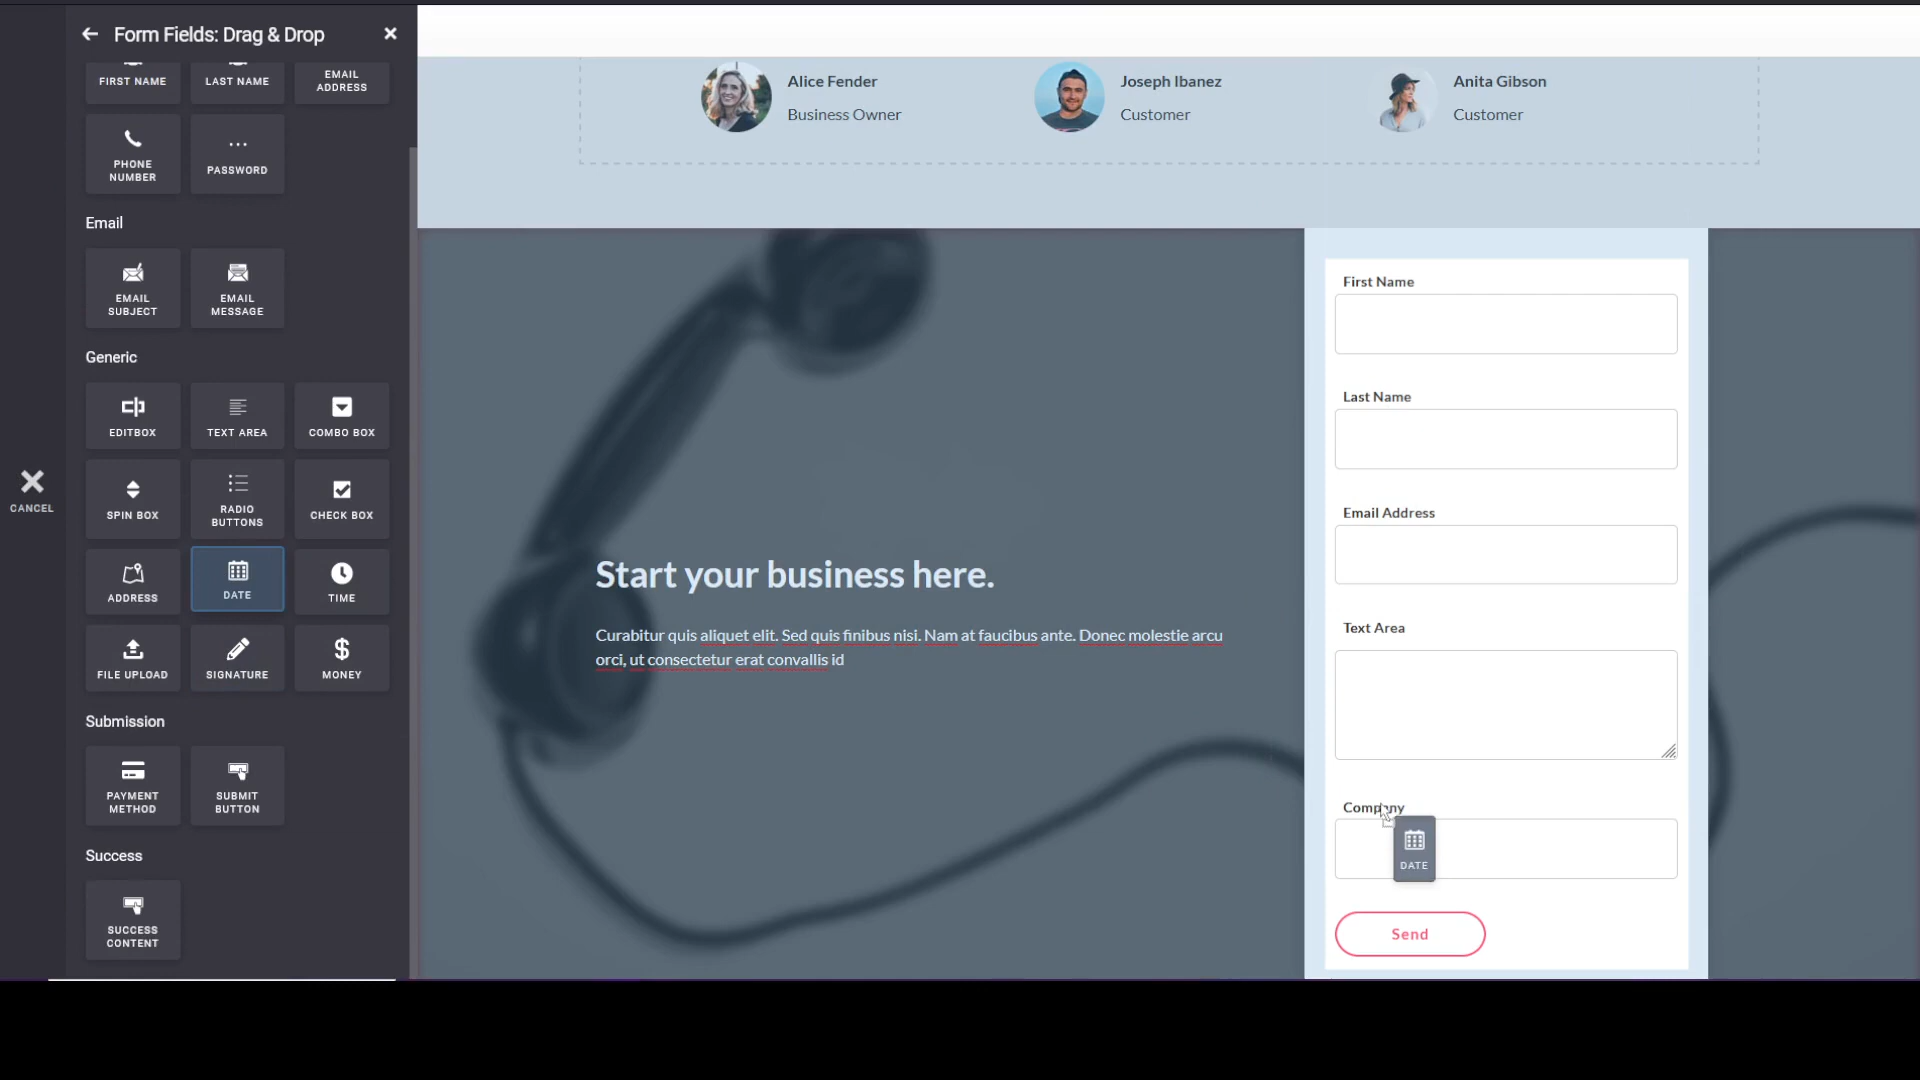 Form Fields: Drag & Drop
FIRST NAME
LAST NAME
EMAIL
ADDRESS
PHONE
NUMBER
PASSWORD
Email
EMAIL
SUBJECT
EMAIL
MESSAGE
Generic
EDITBOX
TEXT AREA
COMBO BOX
SPIN BOX
RADIO
BUTTONS
CHECK BOX
ADDRESS
DATE
TIME
FILE UPLOAD
SIGNATURE
MONEY
Submission
PAYMENT
METHOD
SUBMIT
BUTTON
Success
SUCCESS
CONTENT
CANCEL
Alice Fender
Business Owner
Joseph Ibanez
Customer
Anita Gibson
Customer
Start your business here.
Curabitur quis aliquet elit. Sed quis finibus nisi. Nam at faucibus ante. Donec molestie arcu
orci, ut consectetur erat convallis id
First Name
Last Name
Email Address
Text Area
Company
DATE
Send